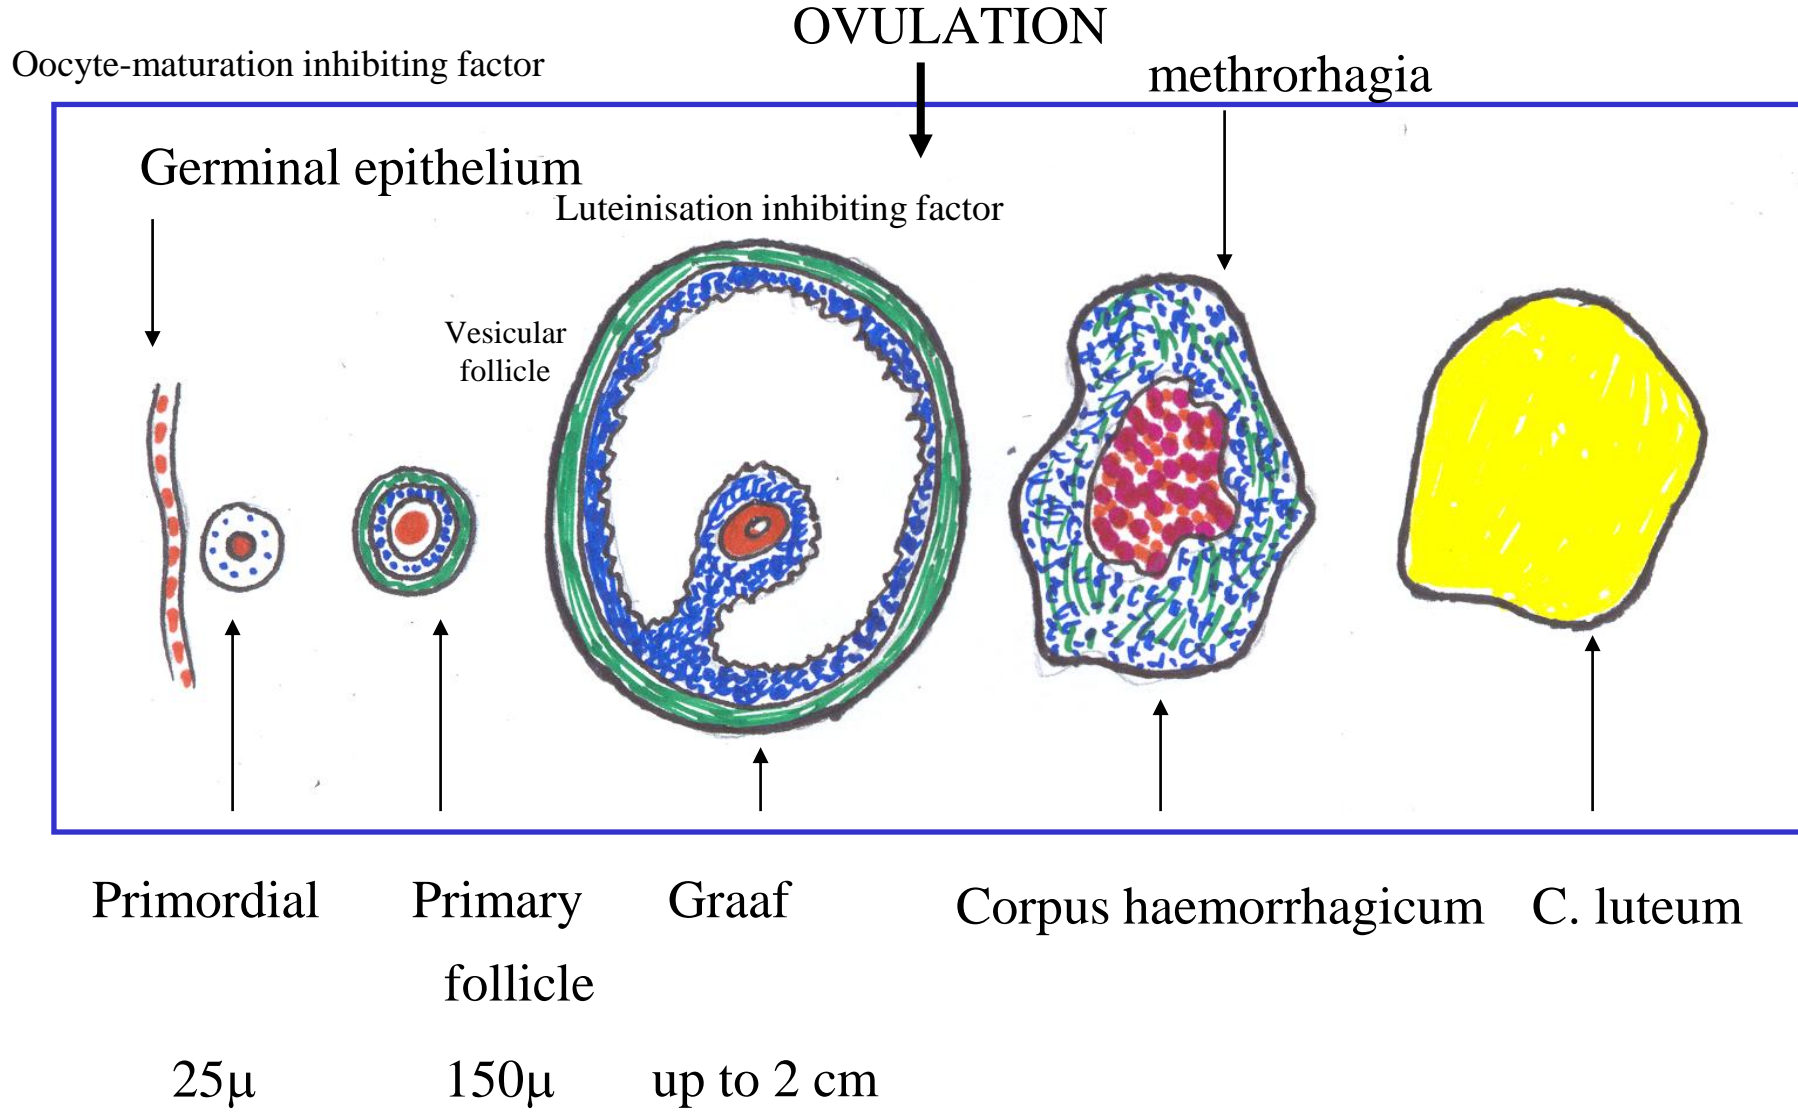 OVULATION
Oocyte-maturation inhibiting factor
methrorhagia
Germinal epithelium
Luteinisation inhibiting factor
Vesicular
follicle
Primordial
Primary
Graaf
Corpus haemorrhagicum
C. luteum
follicle
25µ
150µ
up to 2 cm